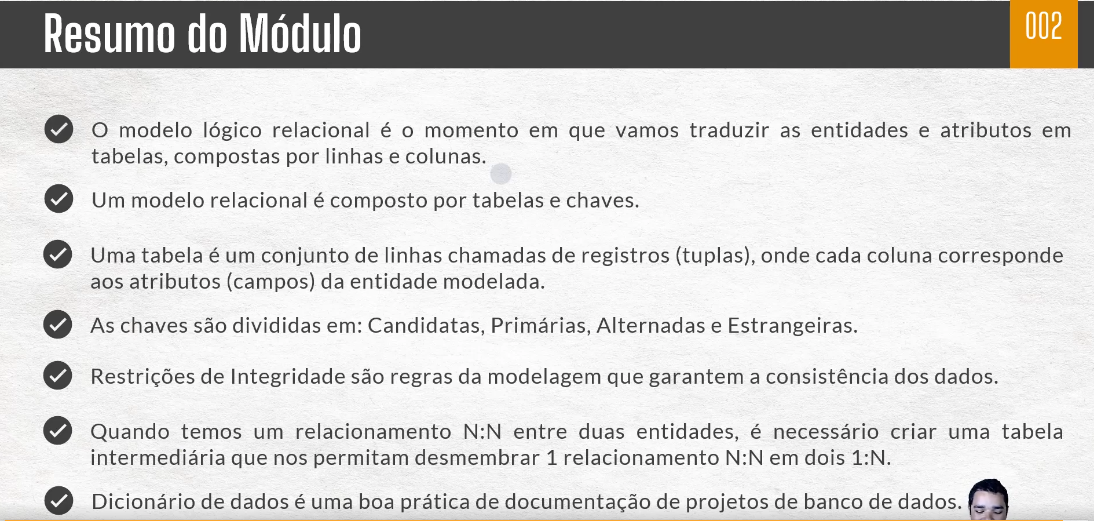 Resumo do Módulo
002
O modelo lógico relacional é o momento em que vamos traduzir as entidades e atributos em
tabelas, compostas por linhas e colunas.
Um modelo relacional é composto por tabelas e chaves.
Uma tabela é um conjunto de linhas chamadas de registros (tuplas), onde cada coluna corresponde
aos atributos (campos) da entidade modelada.
As chaves são divididas em: Candidatas, Primárias, Alternadas e Estrangeiras.
Restrições de Integridade são regras da modelagem que garantem a consistência dos dados.
Quando temos um relacionamento N:N entre duas entidades, é necessário criar uma tabela
intermediária que nos permitam desmembrar 1 relacionamento N:N em dois 1:N.
Dicionário de dados é uma boa prática de documentação de projetos de banco de dados.